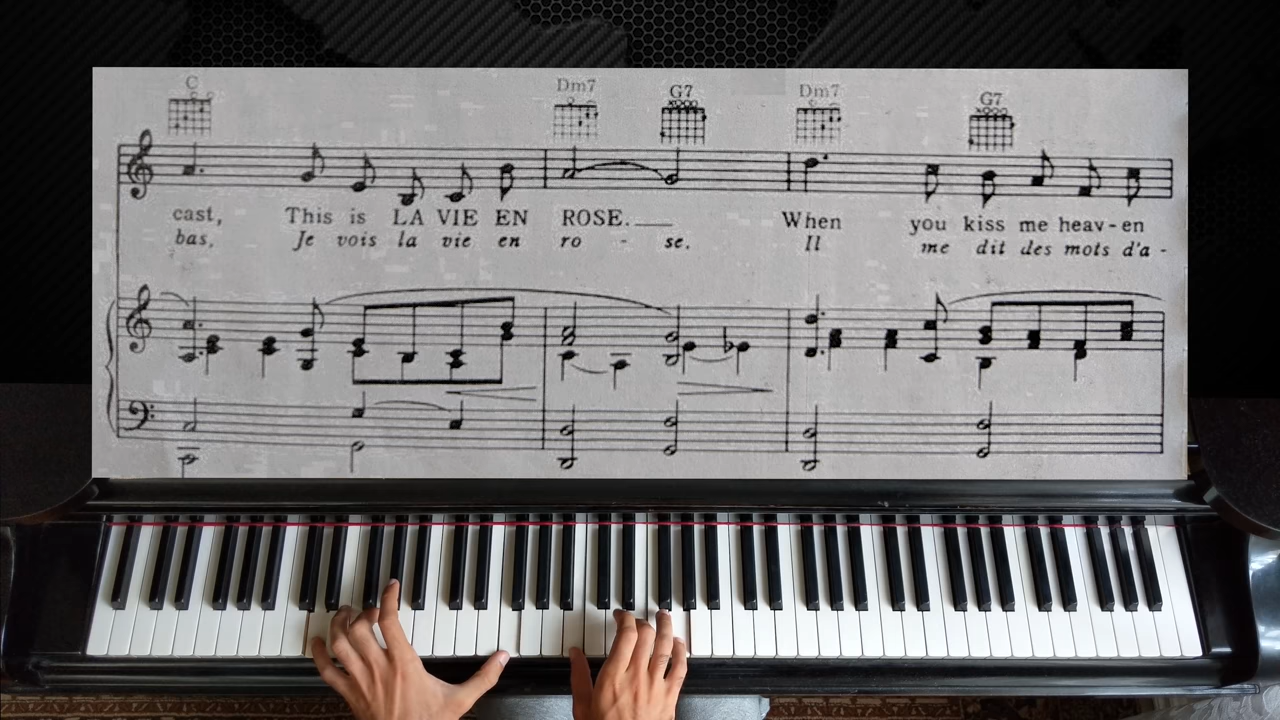 C Dm7 G7 Dm7 G7
cast, This is LA VIE EN ROSE. When you kiss me heav-en
bas, Je vois la vie en ro - se. Il me dit des mots d'a -